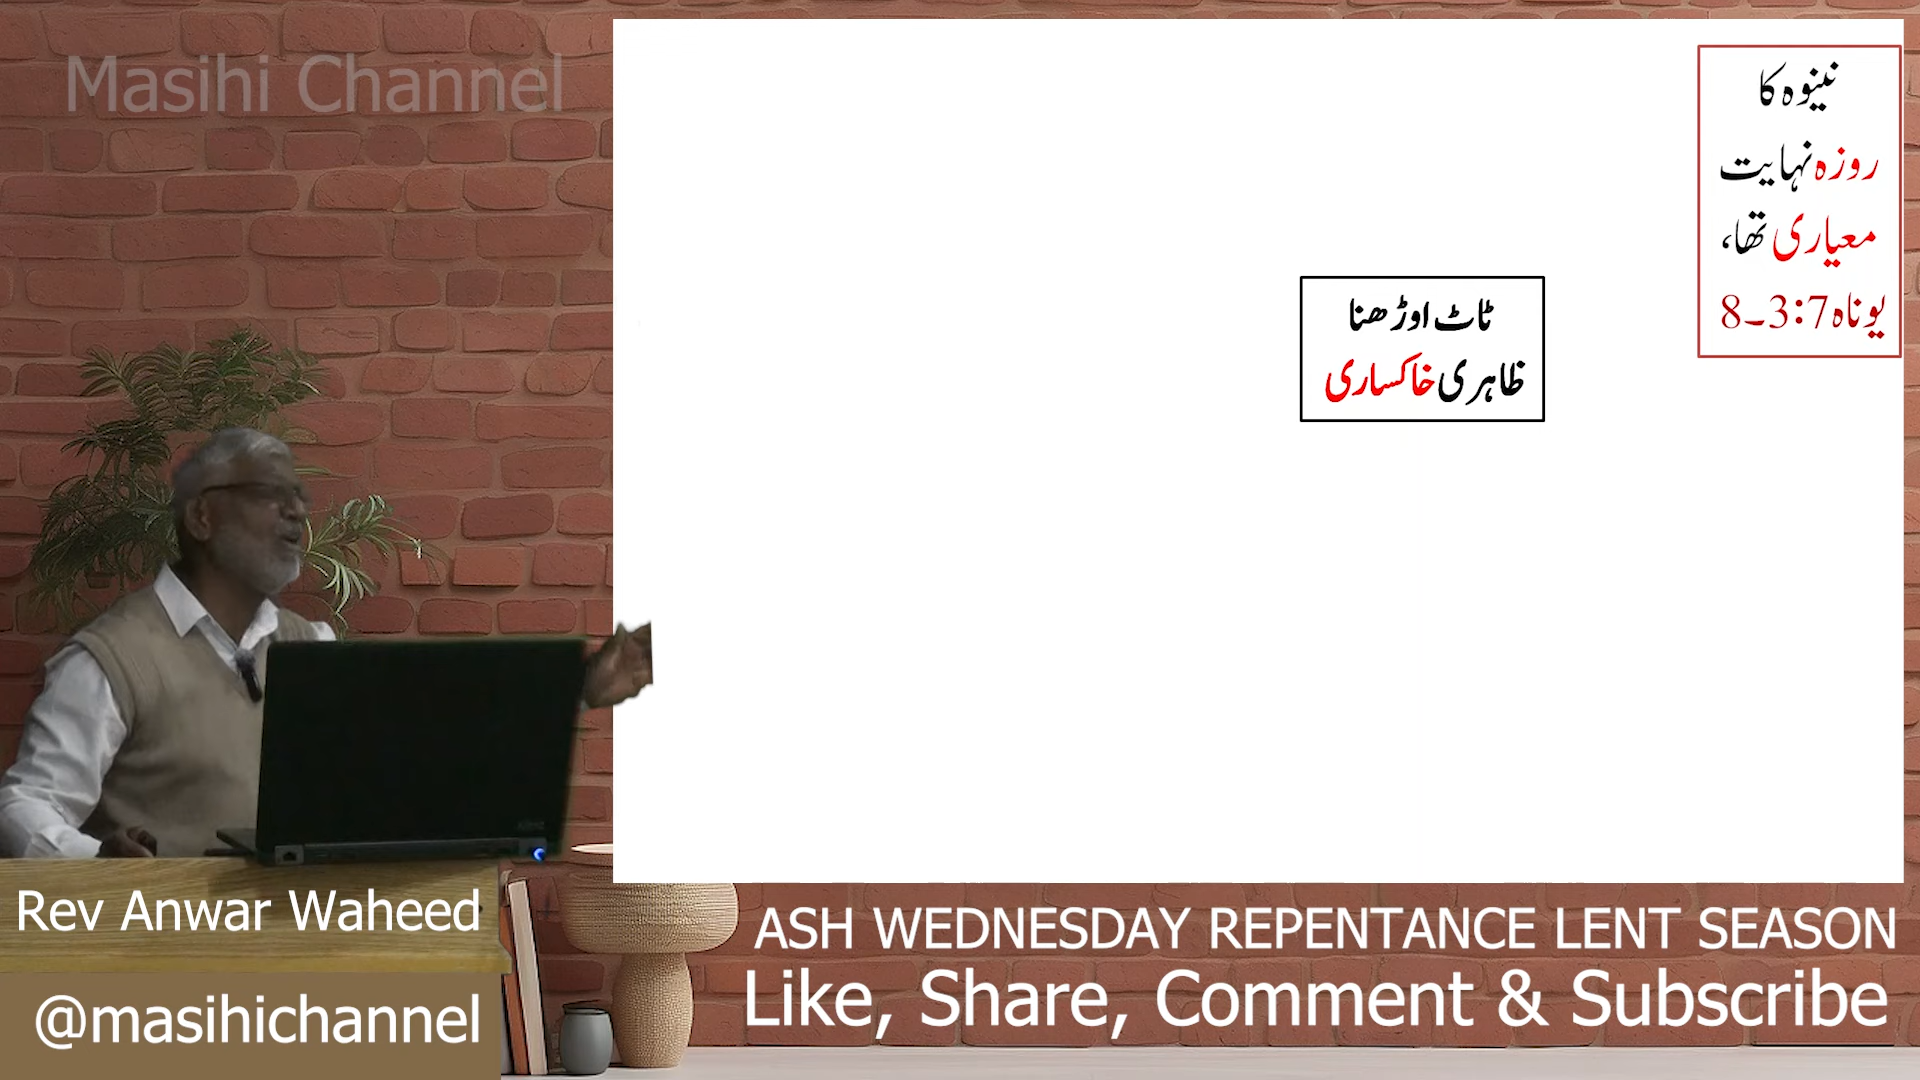 Masihi Channel
نینوہ کا
روزہ نہایت
معیاری تھا،
یوناہ 3:7۔8
ٹاٹ اوڑھنا
ظاہری خاکساری
Rev Anwar Waheed
@masihichannel
ASH WEDNESDAY REPENTANCE LENT SEASON
Like, Share, Comment & Subscribe